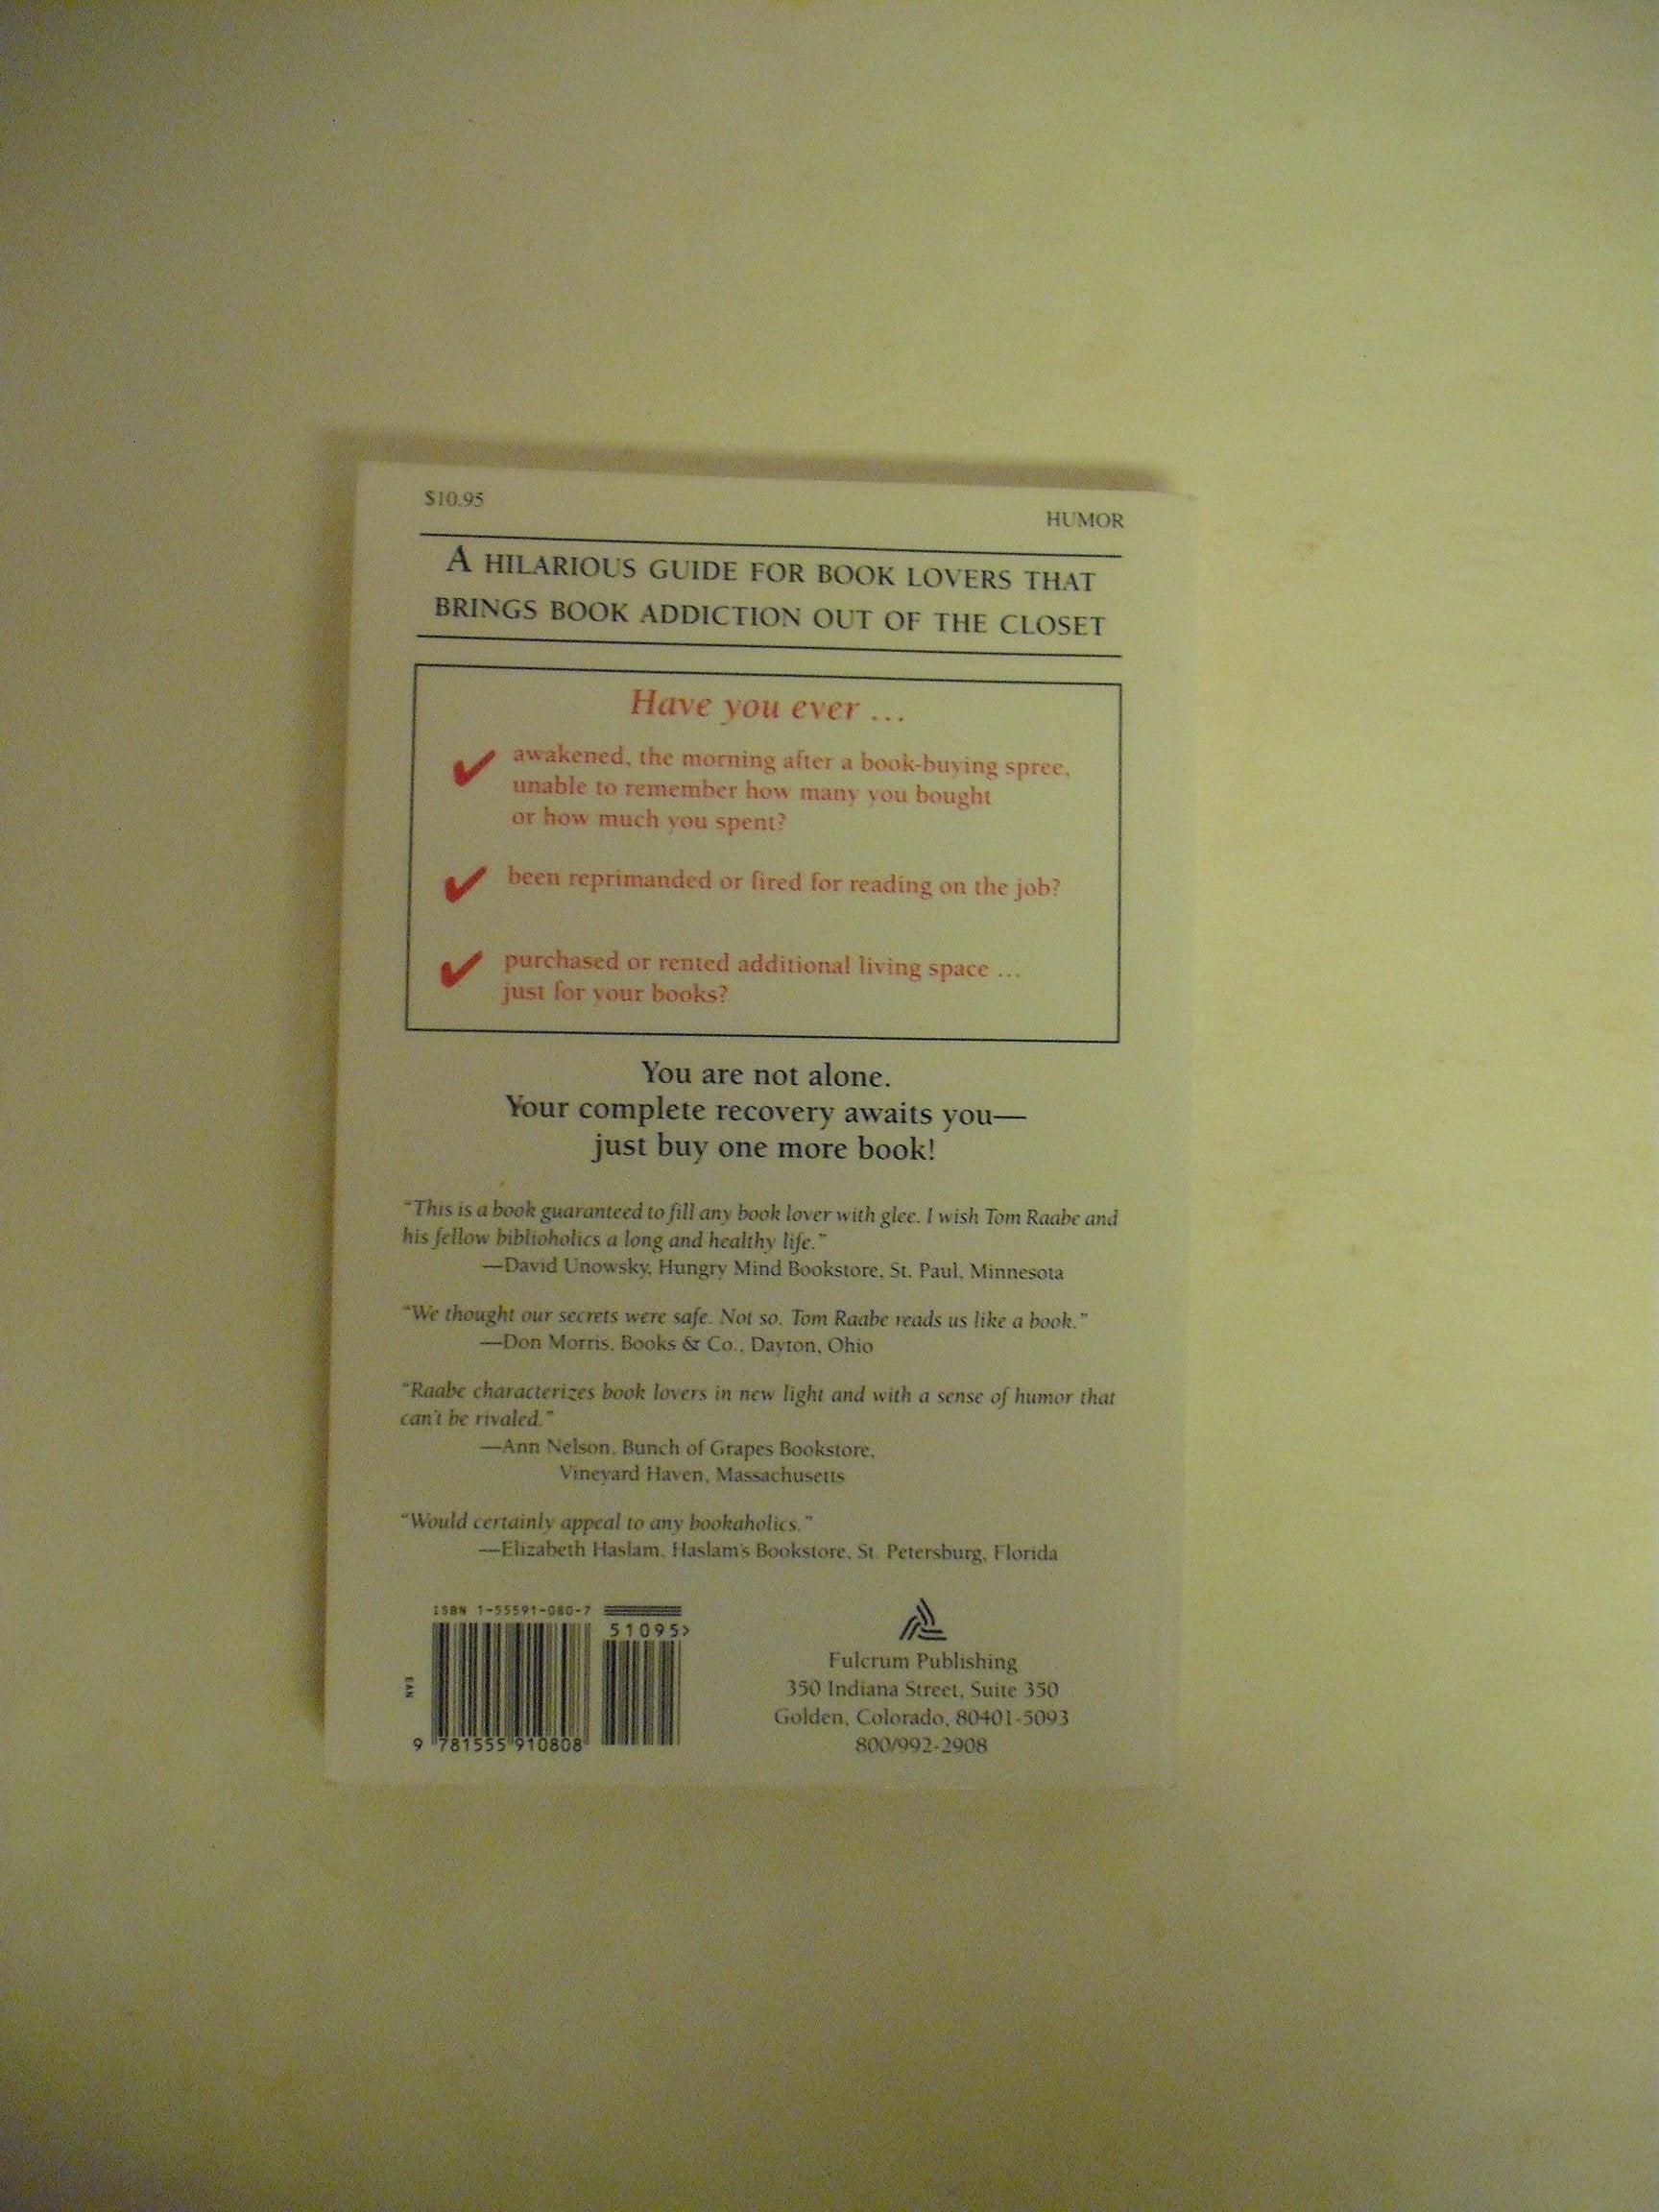 $10.95
HUMOR
A HILARIOUS GUIDE FOR BOOK LOVERS THAT
BRINGS BOOK ADDICTION OUT OF THE CLOSET
Have you ever ...
✔ awakened, the morning after a book-buying spree,
unable to remember how many you bought
or how much you spent?
✔ been reprimanded or fired for reading on the job?
✔ purchased or rented additional living space ...
just for your books?
You are not alone.
Your complete recovery awaits you—
just buy one more book!
"This is a book guaranteed to fill any book lover with glee. I wish Tom Raabe and
his fellow biblioholics a long and healthy life."
—David Unowsky, Hungry Mind Bookstore, St. Paul, Minnesota
"We thought our secrets were safe. Not so. Tom Raabe reads us like a book."
—Don Morris, Books & Co., Dayton, Ohio
"Raabe characterizes book lovers in new light and with a sense of humor that
can't be rivaled."
—Ann Nelson, Bunch of Grapes Bookstore,
Vineyard Haven, Massachusetts
"Would certainly appeal to any bookaholics."
—Elizabeth Haslam, Haslam's Bookstore, St. Petersburg, Florida
ISBN 1-55591-080-7
51095>
EAN
9 781555 910808
Fulcrum Publishing
350 Indiana Street, Suite 350
Golden, Colorado, 80401-5093
800/992-2908